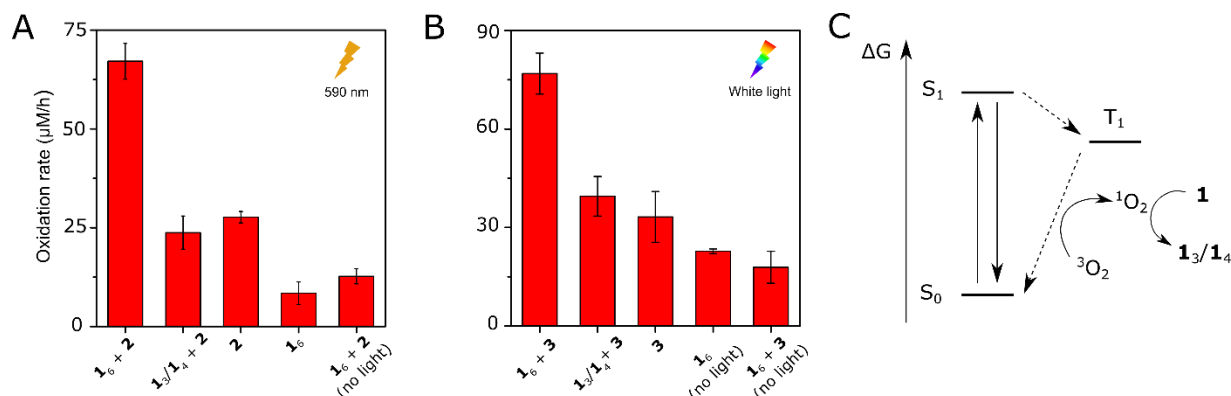 A
75
50
25
0
Oxidation rate (µM/h)
590 nm
1₆ + 2
1₃/1₄ + 2
2
1₆
1₆ + 2
(no light)
B
90
60
30
0
White light
1₆ + 3
1₃/1₄ + 3
3
1₆
(no light)
1₆ + 3
(no light)
C
ΔG
S₁
T₁
¹O₂
1
³O₂
1₃/1₄
S₀